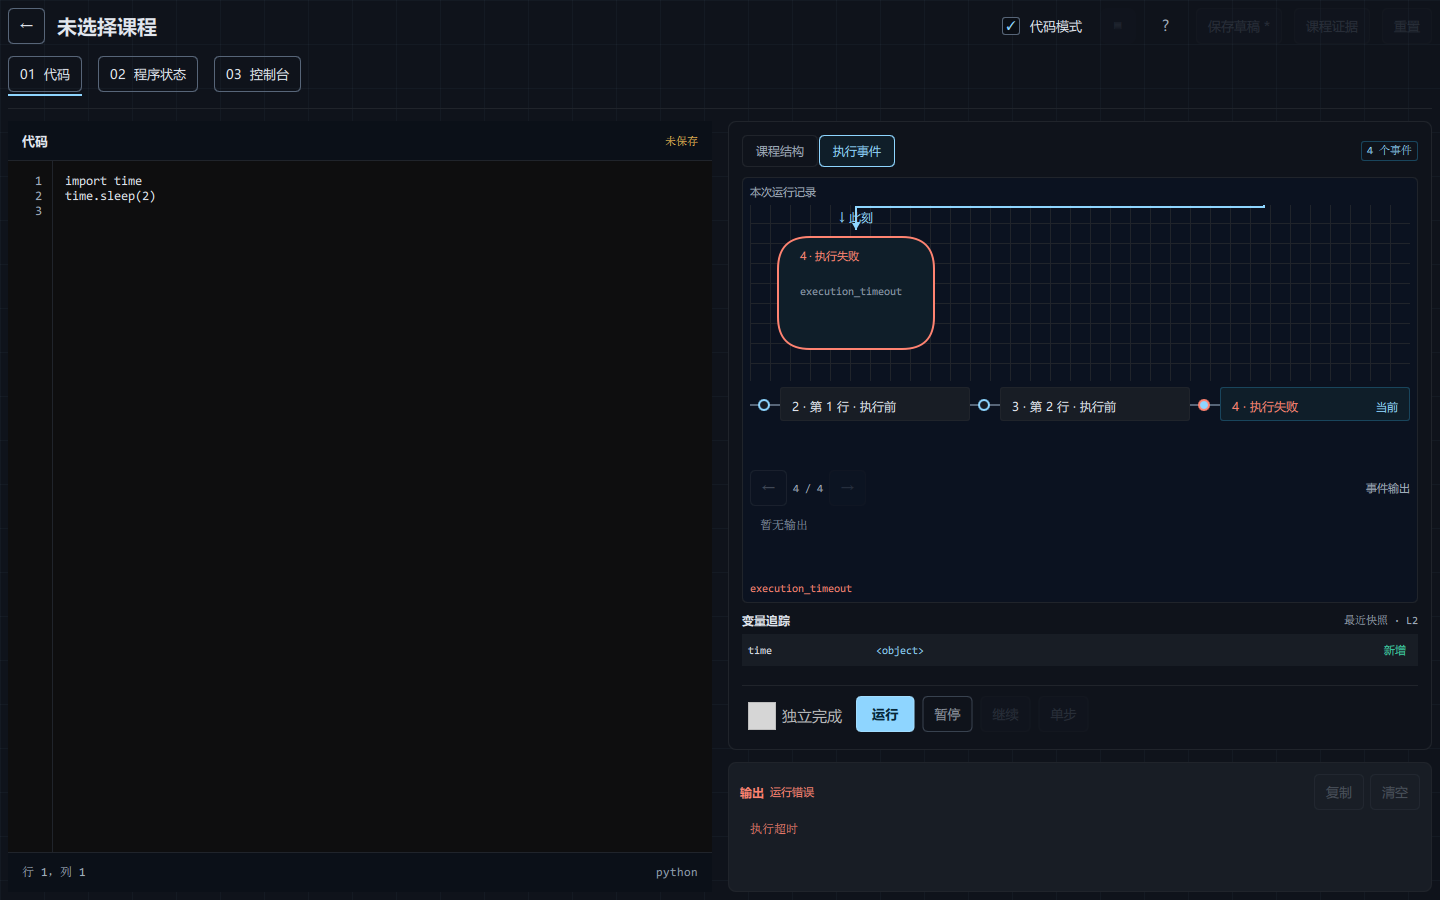 ← 未选择课程
✓ 代码模式 ? 保存草稿 * 课程证据 重置
01 代码 02 程序状态 03 控制台
代码 未保存
1 import time
2 time.sleep(2)
3
行 1, 列 1 python
课程结构 执行事件 4 个事件
本次运行记录
↓ 此刻
4 · 执行失败
execution_timeout
2 · 第 1 行 · 执行前 3 · 第 2 行 · 执行前 4 · 执行失败 当前
← 4 / 4 → 事件输出
暂无输出
execution_timeout
变量追踪 最近快照 · L2
time <object> 新增
独立完成 运行 暂停 继续 单步
输出 运行错误 复制 清空
执行超时